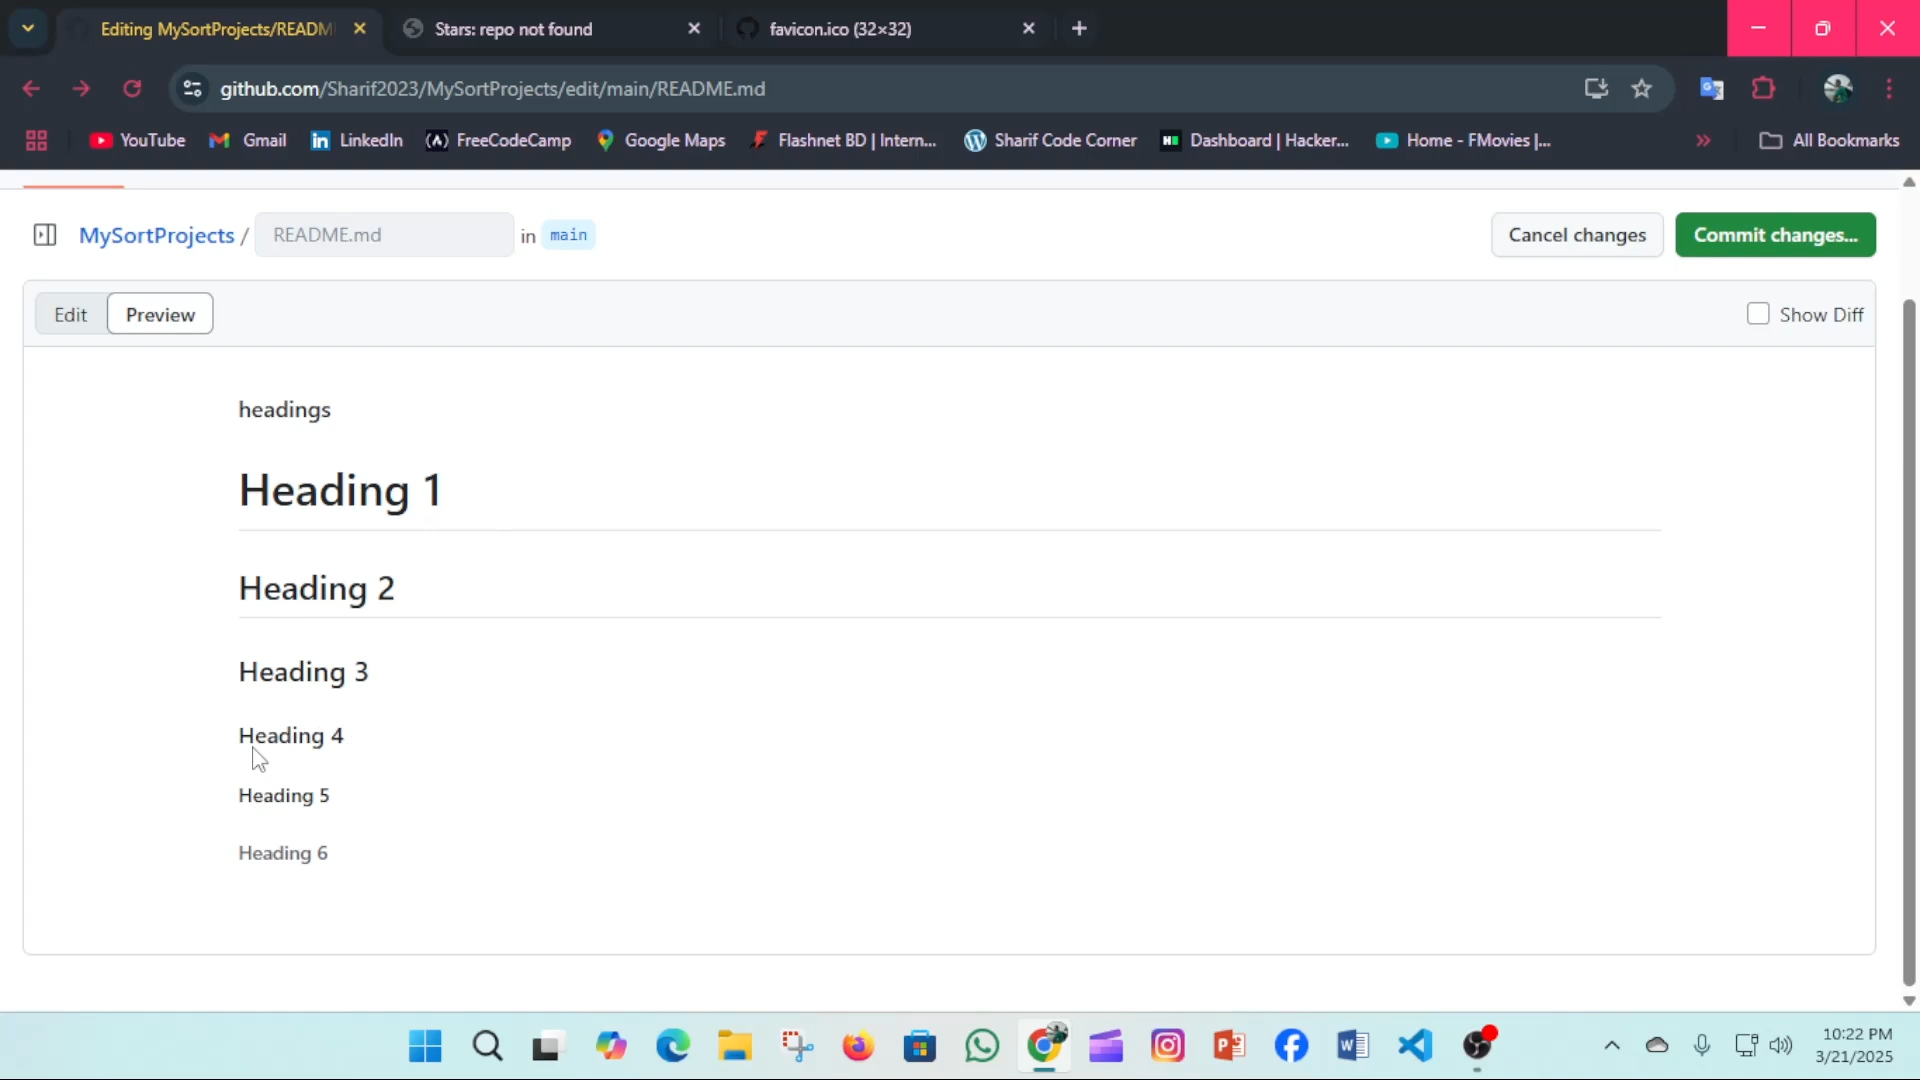 Editing MySortProjects/READM
Stars: repo not found
favicon.ico (32×32)
github.com/Sharif2023/MySortProjects/edit/main/README.md
YouTube
Gmail
LinkedIn
FreeCodeCamp
Google Maps
Flashnet BD | Intern...
Sharif Code Corner
Dashboard | Hacker...
Home - FMovies |...
All Bookmarks
MySortProjects / README.md in main
Cancel changes
Commit changes...
Edit
Preview
Show Diff
headings
Heading 1
Heading 2
Heading 3
Heading 4
Heading 5
Heading 6
10:22 PM
3/21/2025